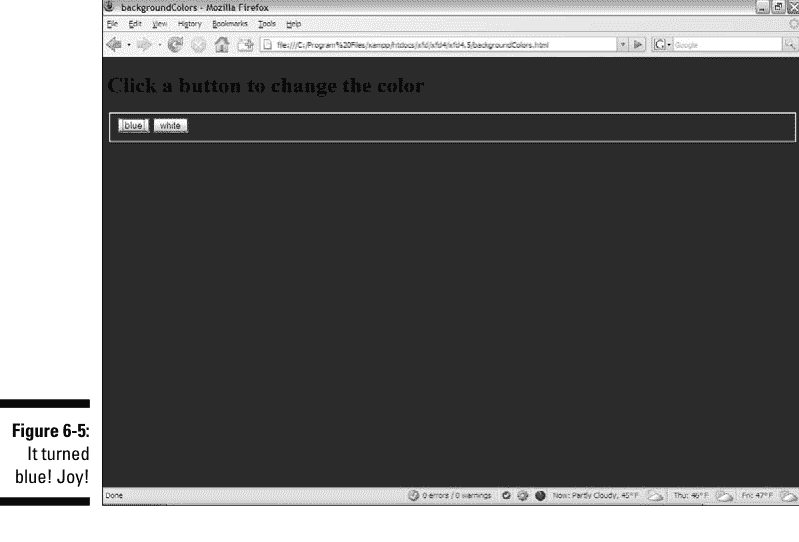 backgroundColors - Mozilla Firefox
File Edit View History Bookmarks Tools Help
file:///C:/Program%20Files/xampp/htdocs/xfd/xfd4/xfd4.5/backgroundColors.html
Google
Click a button to change the color
blue white
Figure 6-5:
It turned
blue! Joy!
Done 0 errors / 0 warnings Now: Partly Cloudy, 45° F Thu: 46° F Fri: 47° F